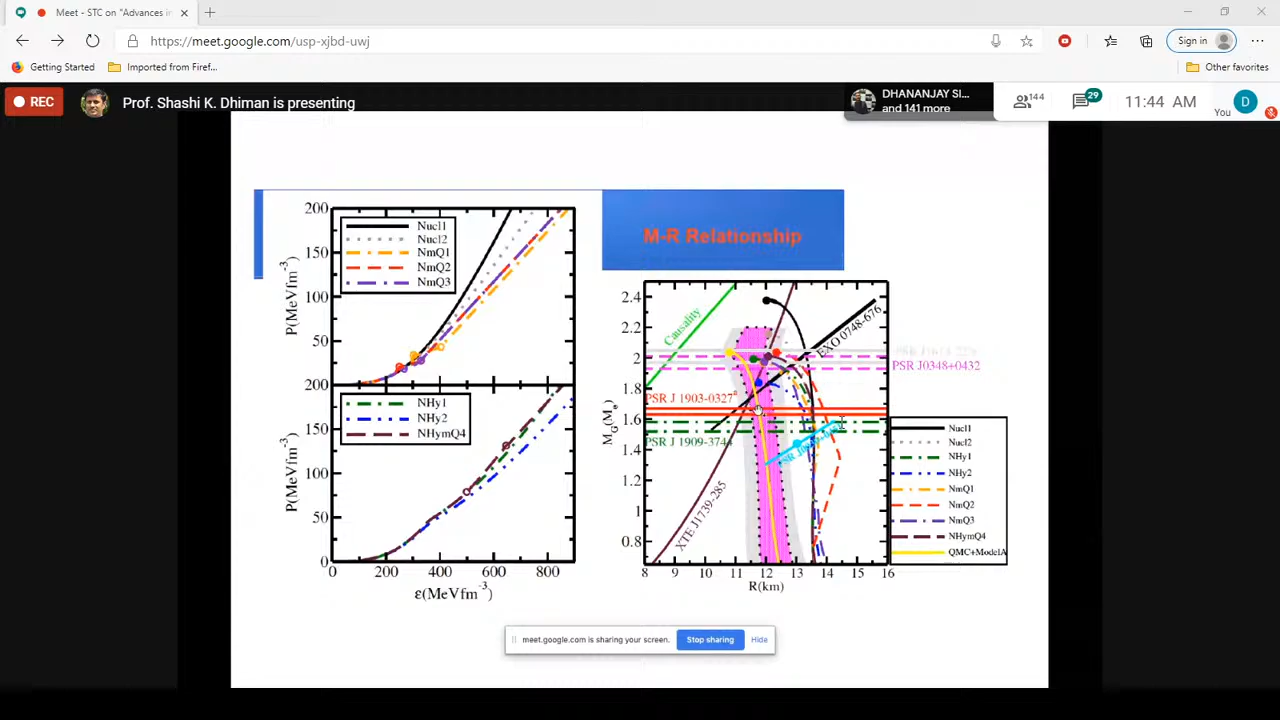 Meet - STC on "Advances in
https://meet.google.com/usp-xjbd-uwj
Sign in
Getting Started
Imported from Firef...
Other favorites
REC
Prof. Shashi K. Dhiman is presenting
DHANANJAY SI...
and 141 more
144
29
11:44 AM
You
D
M-R Relationship
200
150
100
50
200
150
100
50
0
P(MeVfm-3)
P(MeVfm-3)
Nucl1
Nucl2
NmQ1
NmQ2
NmQ3
NHy1
NHy2
NHymQ4
0 200 400 600 800
ε(MeVfm-3)
2.4
2.2
2
1.8
1.6
1.4
1.2
1
0.8
Causality
EXO 0748-676
PSR J0348+0432
PSR J 1903-0327
PSR J 1909-3744
XTE J1739-285
8 9 10 11 12 13 14 15 16
R(km)
Nucl1
Nucl2
NHy1
NHy2
NmQ1
NmQ2
NmQ3
NHymQ4
QMC+ModelA
meet.google.com is sharing your screen.
Stop sharing
Hide